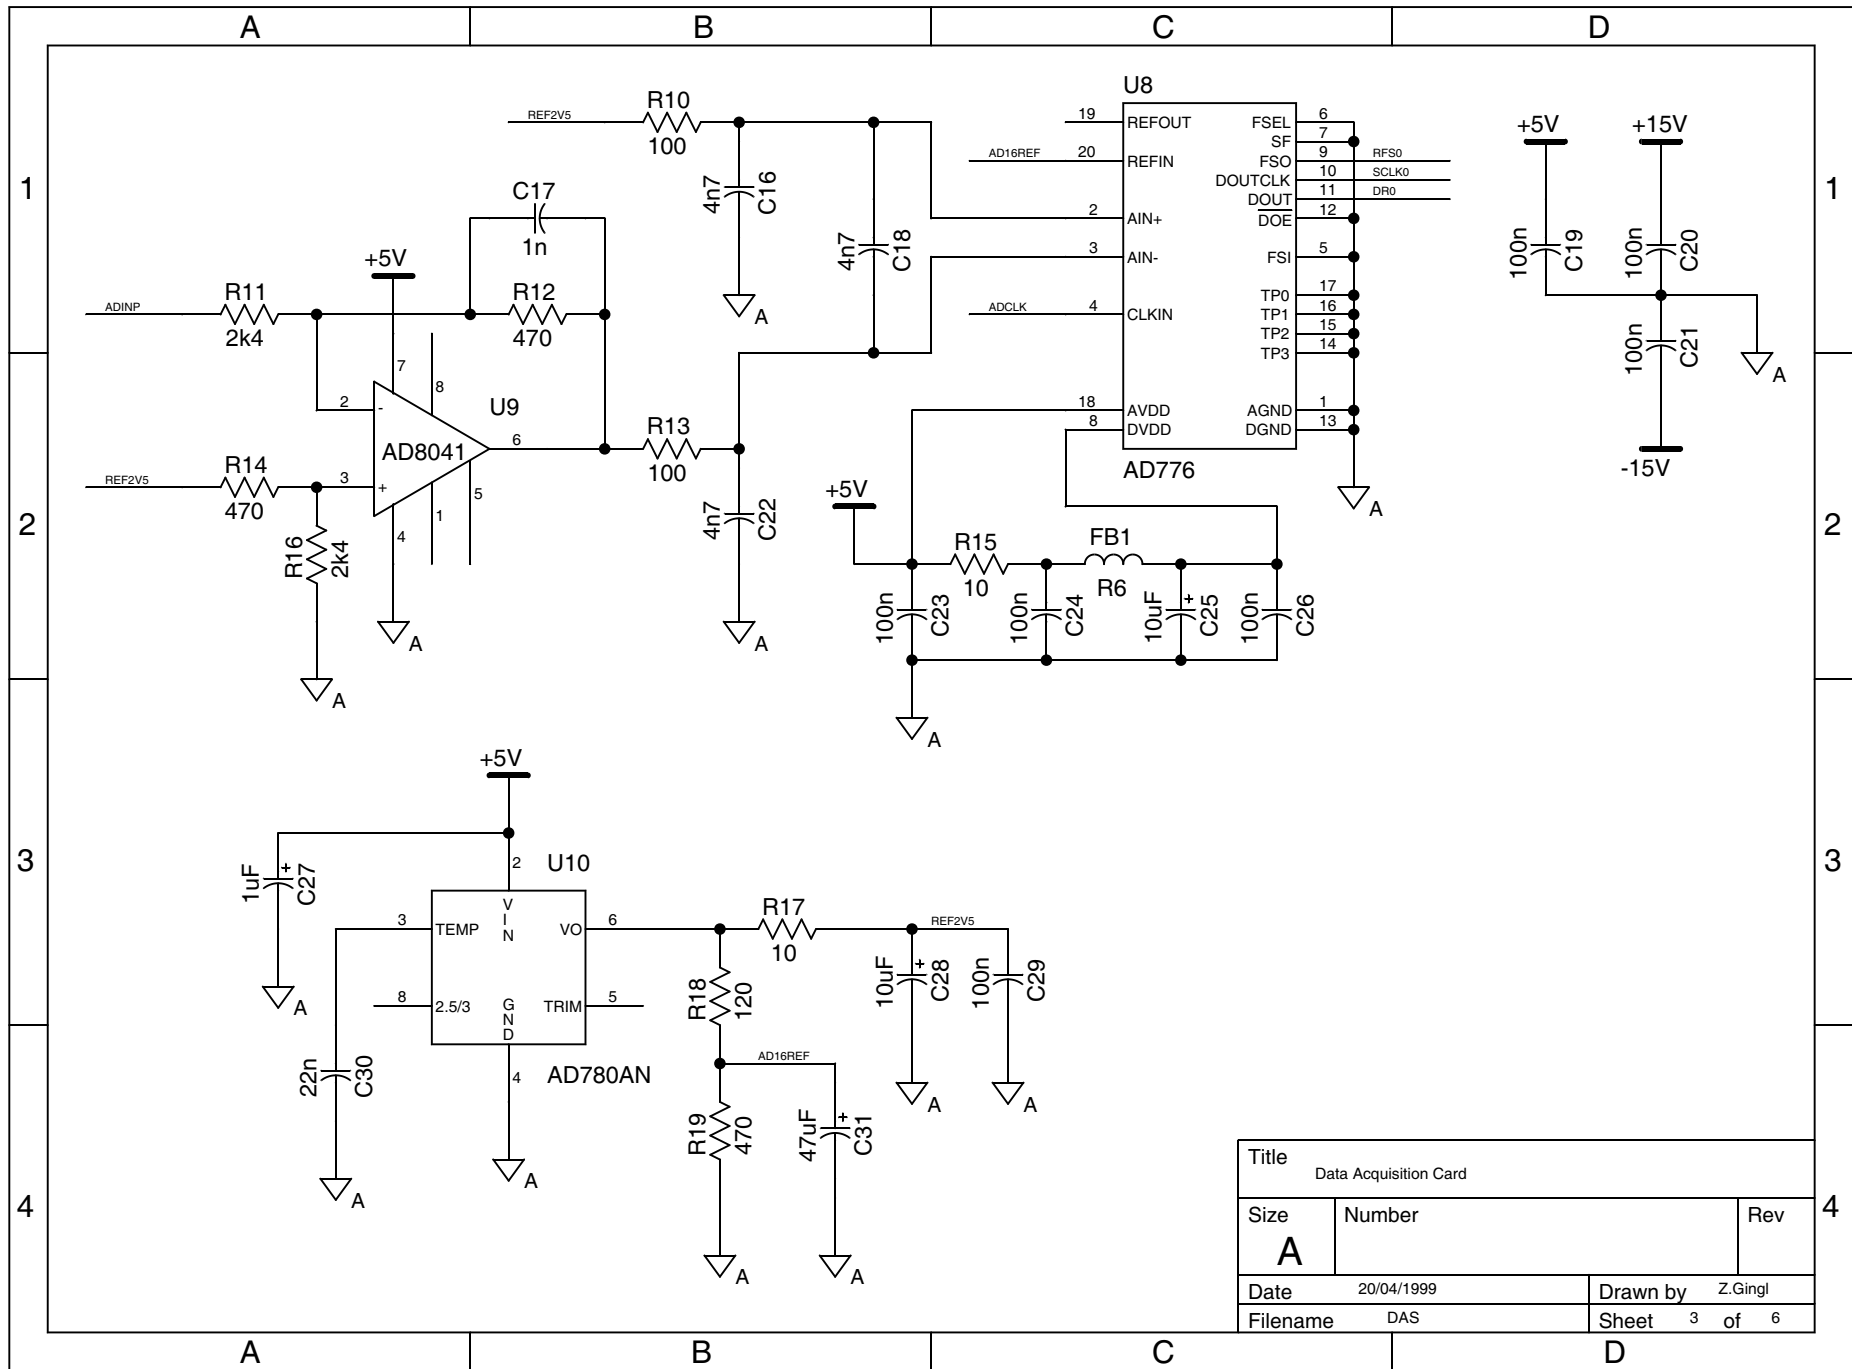 A B C D
1
2
3
4
1
2
3
4
A B C D
REF2V5
R10
100
4n7
C16
A
4n7
C18
C17
1n
+5V
ADINP
R11
2k4
R12
470
7
8
2
-
U9
AD8041
6
REF2V5
R14
470
3
+
5
1
4
R16
2k4
A
A
R13
100
4n7
C22
A
U8
19 REFOUT
AD16REF 20 REFIN
2 AIN+
3 AIN-
ADCLK 4 CLKIN
18 AVDD
8 DVDD
FSEL 6
SF 7
FSO 9 RFS0
DOUTCLK 10 SCLK0
DOUT 11 DR0
DOE 12
FSI 5
TP0 17
TP1 16
TP2 15
TP3 14
AGND 1
DGND 13
AD776
A
+5V
R15
10
FB1
R6
100n
C23
100n
C24
10uF
+
C25
100n
C26
A
+5V
+15V
100n
C19
100n
C20
100n
C21
A
-15V
+5V
1uF
+
C27
A
2
U10
3
TEMP
VIN
VO
6
8
2.5/3
GND
TRIM
5
4
AD780AN
22n
C30
A
A
R17
10
REF2V5
R18
120
10uF
+
C28
100n
C29
A
A
AD16REF
R19
470
47uF
+
C31
A
A
Title
Data Acquisition Card
Size
A
Number
Rev
Date 20/04/1999
Drawn by Z.Gingl
Filename DAS
Sheet 3 of 6